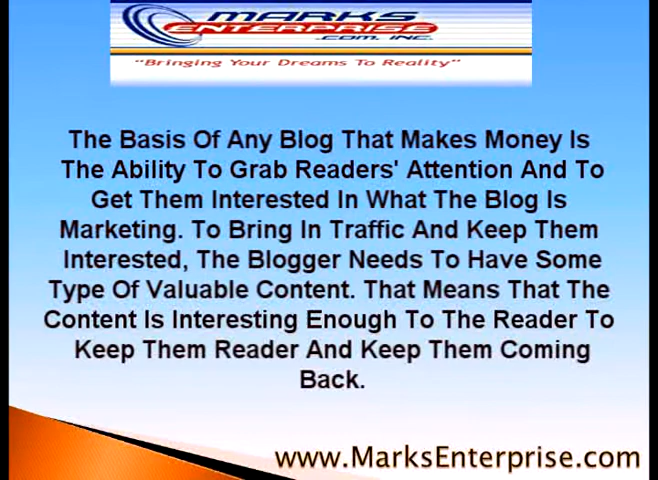 MARKS
ENTERPRISE
.COM, INC.
"Bringing Your Dreams To Reality"
The Basis Of Any Blog That Makes Money Is
The Ability To Grab Readers' Attention And To
Get Them Interested In What The Blog Is
Marketing. To Bring In Traffic And Keep Them
Interested, The Blogger Needs To Have Some
Type Of Valuable Content. That Means That The
Content Is Interesting Enough To The Reader To
Keep Them Reader And Keep Them Coming
Back.
www.MarksEnterprise.com